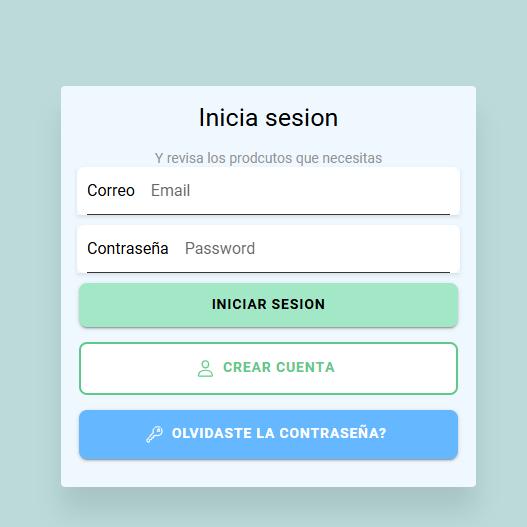 Inicia sesion
Y revisa los prodcutos que necesitas
Correo Email
Contraseña Password
INICIAR SESION
CREAR CUENTA
OLVIDASTE LA CONTRASEÑA?